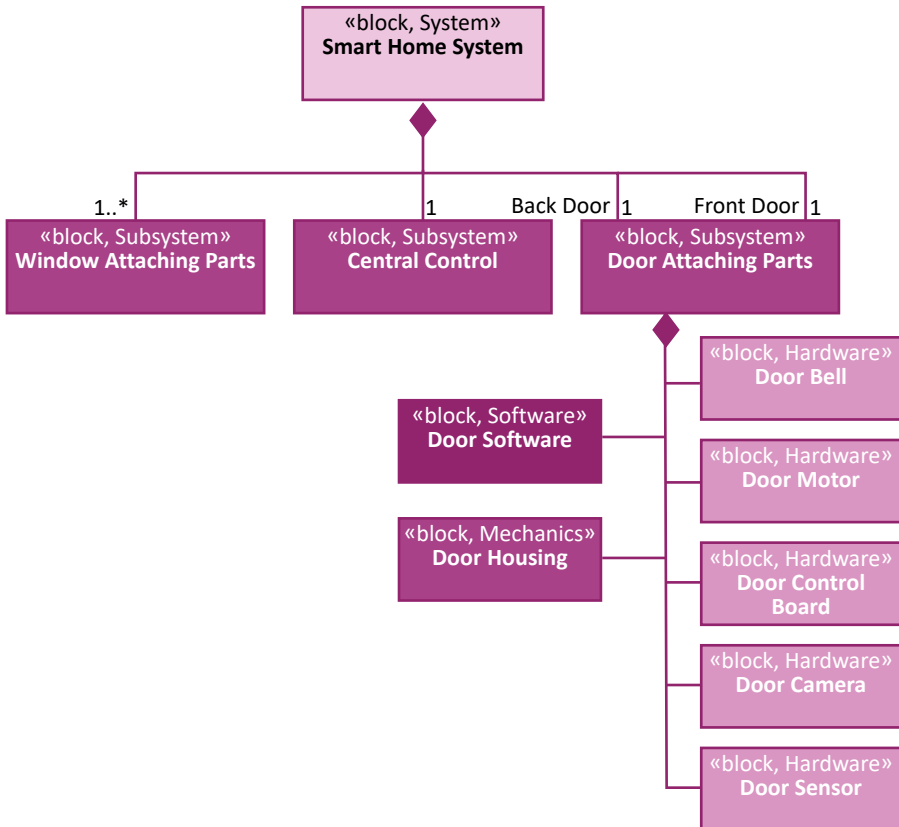 «block, System»
Smart Home System
1..*
1
Back Door 1
Front Door 1
«block, Subsystem»
Window Attaching Parts
«block, Subsystem»
Central Control
«block, Subsystem»
Door Attaching Parts
«block, Hardware»
Door Bell
«block, Software»
Door Software
«block, Hardware»
Door Motor
«block, Mechanics»
Door Housing
«block, Hardware»
Door Control
Board
«block, Hardware»
Door Camera
«block, Hardware»
Door Sensor